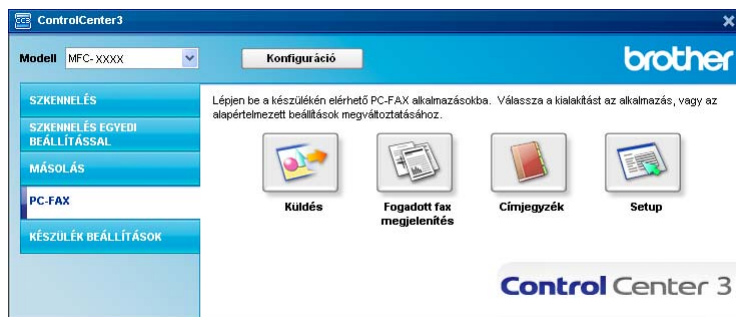 ControlCenter3
Modell MFC-XXXX
Konfiguráció
brother
SZKENNELÉS
SZKENNELÉS EGYEDI
BEÁLLÍTÁSSAL
MÁSOLÁS
PC-FAX
KÉSZÜLÉK BEÁLLÍTÁSOK
Lépjen be a készülékén elérhető PC-FAX alkalmazásokba. Válassza a kialakítást az alkalmazás, vagy az
alapértelmezett beállítások megváltoztatásához.
Küldés
Fogadott fax
megjelenítés
Címjegyzék
Setup
Control Center 3